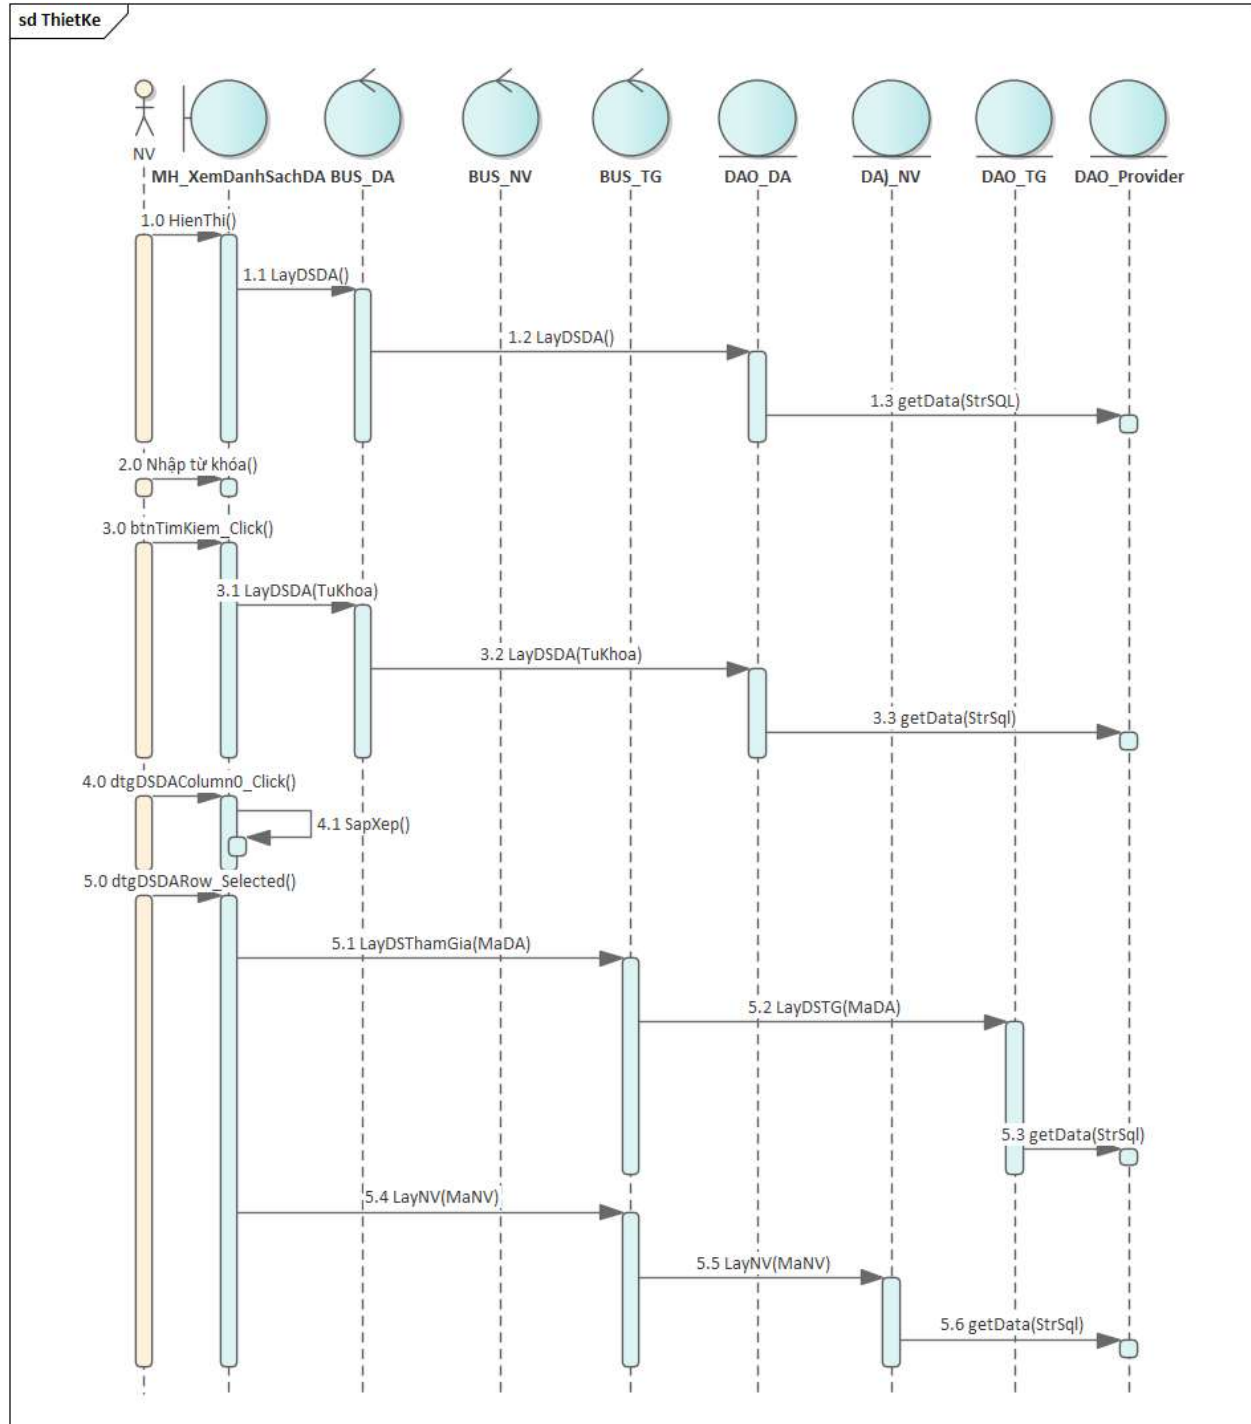 sd ThietKe
NV
MH_XemDanhSachDA BUS_DA BUS_NV BUS_TG DAO_DA DA)_NV DAO_TG DAO_Provider
1.0 HienThi()
1.1 LayDSDA()
1.2 LayDSDA()
1.3 getData(StrSQL)
2.0 Nhập từ khóa()
3.0 btnTimKiem_Click()
3.1 LayDSDA(TuKhoa)
3.2 LayDSDA(TuKhoa)
3.3 getData(StrSql)
4.0 dtgDSDAColumn0_Click()
4.1 SapXep()
5.0 dtgDSDARow_Selected()
5.1 LayDSThamGia(MaDA)
5.2 LayDSTG(MaDA)
5.3 getData(StrSql)
5.4 LayNV(MaNV)
5.5 LayNV(MaNV)
5.6 getData(StrSql)